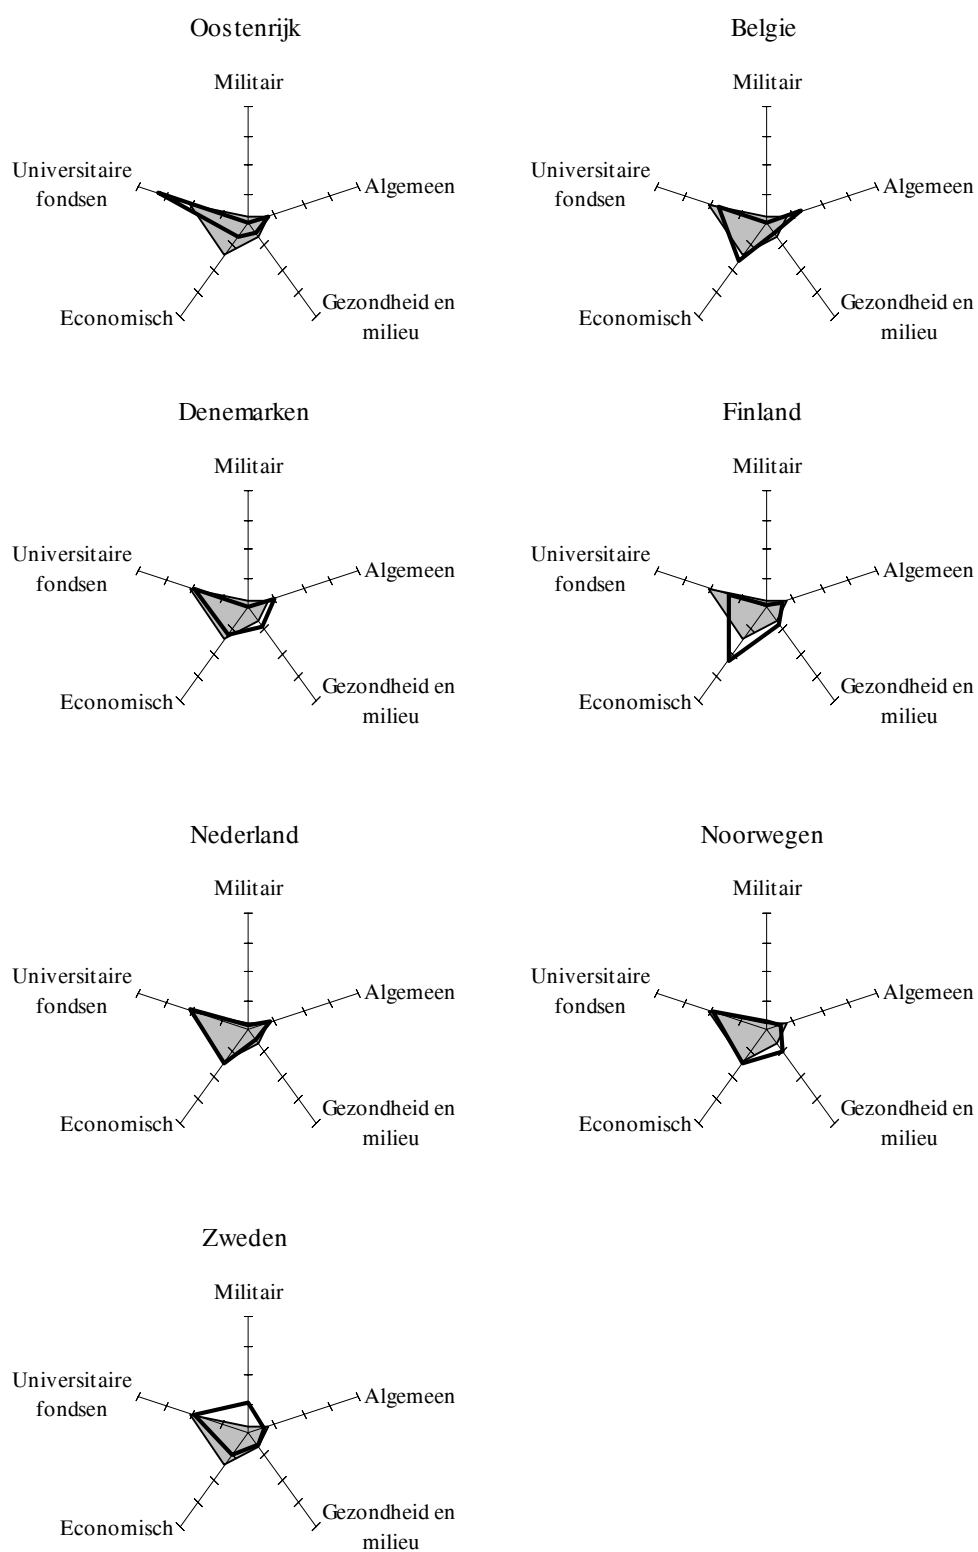 Oostenrijk
Militair
Universitaire
fondsen
Algemeen
Economisch
Gezondheid en
milieu
Belgie
Militair
Universitaire
fondsen
Algemeen
Economisch
Gezondheid en
milieu
Denemarken
Militair
Universitaire
fondsen
Algemeen
Economisch
Gezondheid en
milieu
Finland
Militair
Universitaire
fondsen
Algemeen
Economisch
Gezondheid en
milieu
Nederland
Militair
Universitaire
fondsen
Algemeen
Economisch
Gezondheid en
milieu
Noorwegen
Militair
Universitaire
fondsen
Algemeen
Economisch
Gezondheid en
milieu
Zweden
Militair
Universitaire
fondsen
Algemeen
Economisch
Gezondheid en
milieu